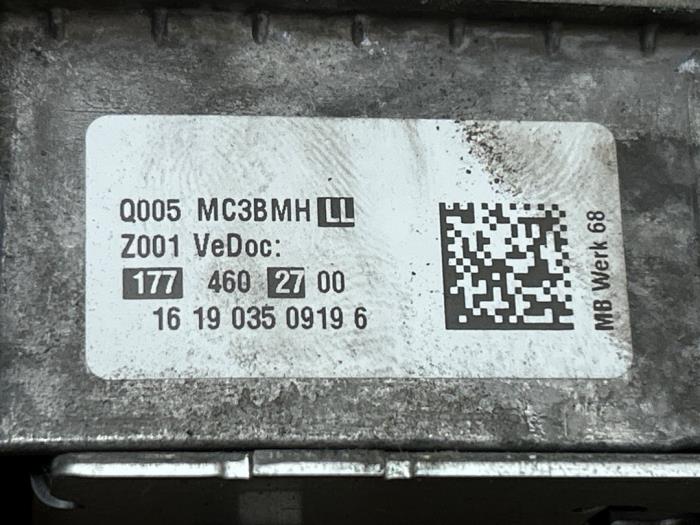 Q005 MC3BMH LL
Z001 VeDoc:
177 460 27 00
16 19 035 0919 6
MB Werk 68